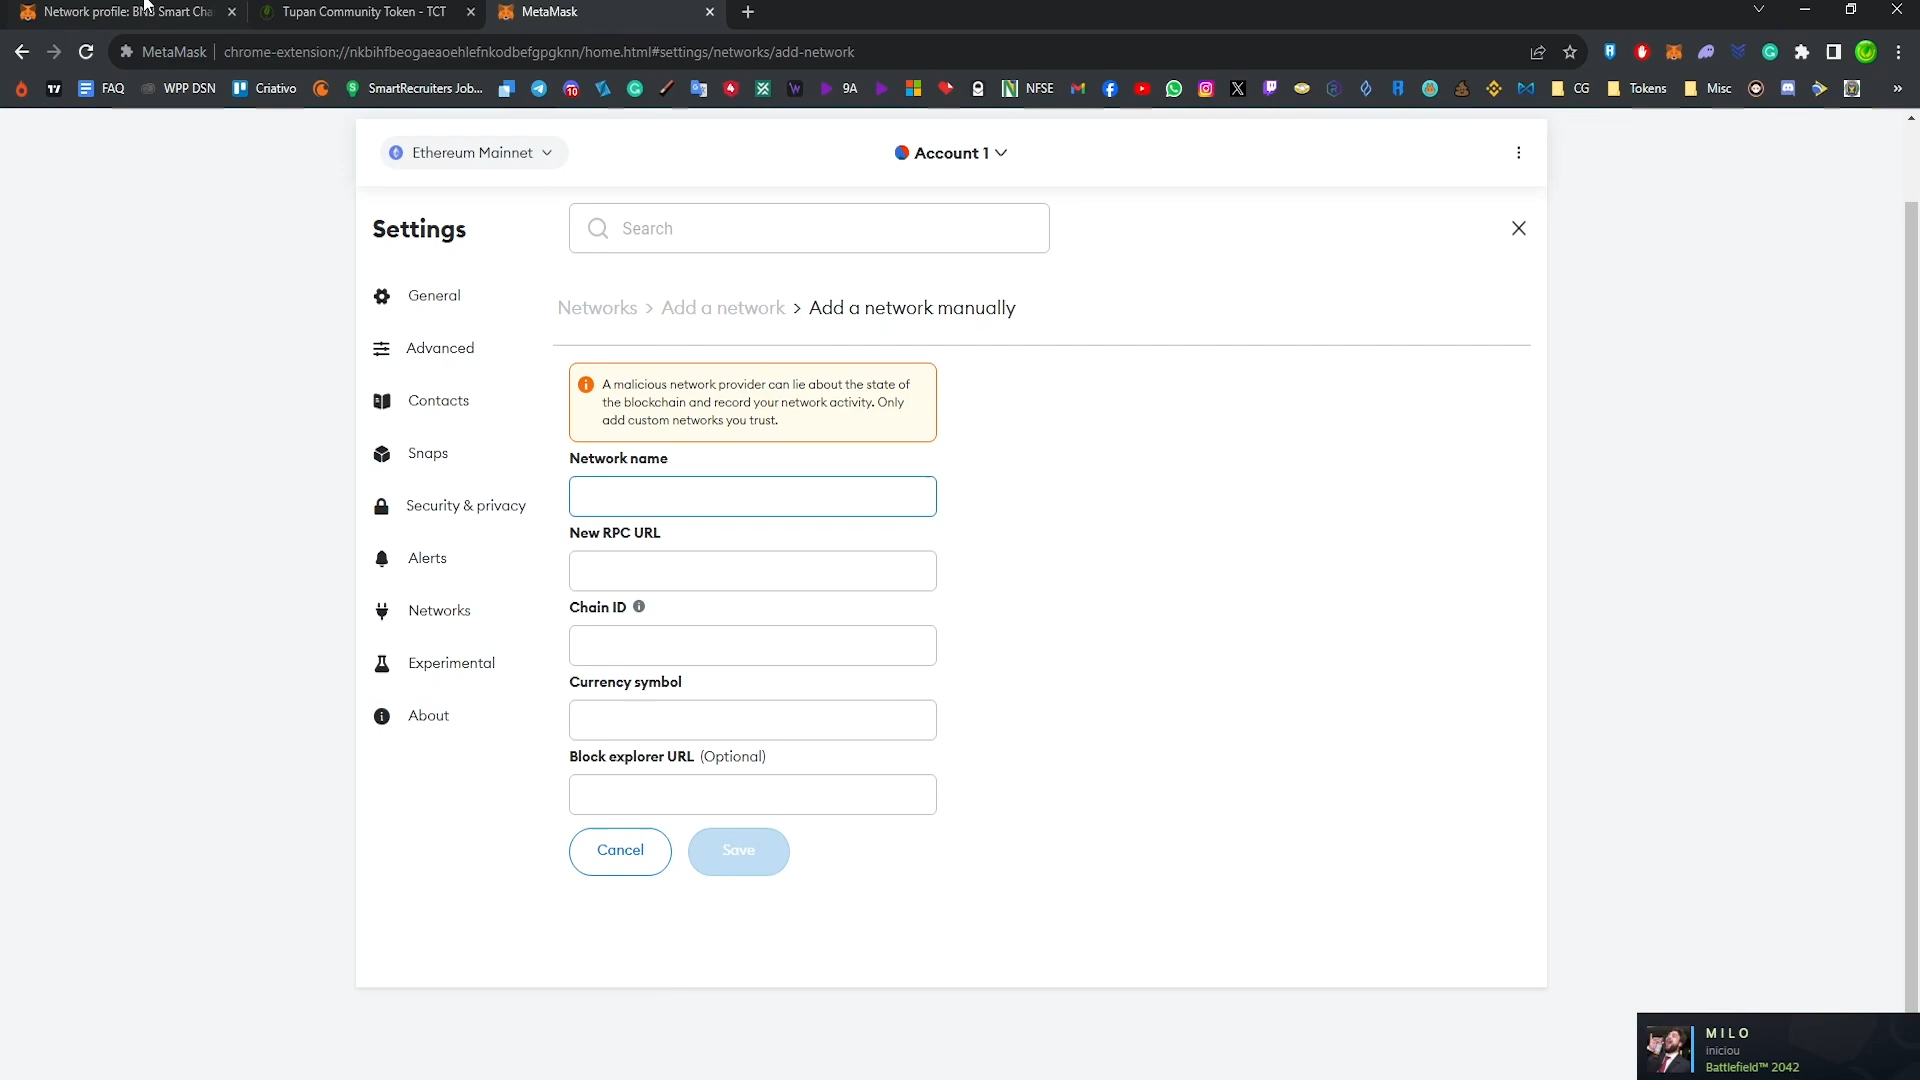 Network profile: BNB Smart Cha
Tupan Community Token - TCT
MetaMask
MetaMask
chrome-extension://nkbihfbeogaeaoehlefnkodbefgpgknn/home.html#settings/networks/add-network
FAQ
WPP DSN
Criativo
SmartRecruiters Job...
10
9A
NFSE
CG
Tokens
Misc
»
Ethereum Mainnet
Account 1
Settings
Search
General
Networks > Add a network > Add a network manually
Advanced
A malicious network provider can lie about the state of
the blockchain and record your network activity. Only
add custom networks you trust.
Contacts
Snaps
Network name
Security & privacy
New RPC URL
Alerts
Chain ID
Networks
Experimental
Currency symbol
About
Block explorer URL (Optional)
Cancel
Save
MILO
iniciou
Battlefield™ 2042